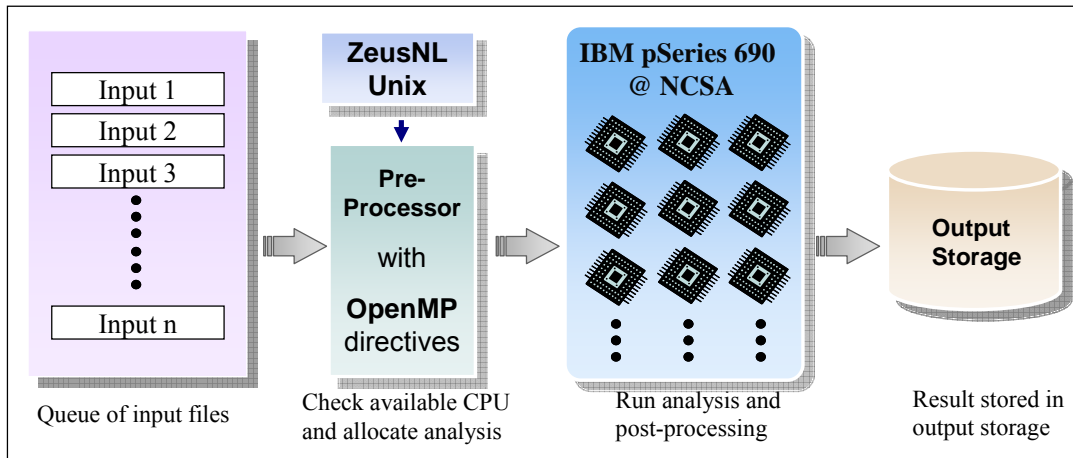 Input 1
Input 2
Input 3
Input n
Queue of input files
ZeusNL
Unix
Pre-
Processor
with
OpenMP
directives
Check available CPU
and allocate analysis
IBM pSeries 690
@ NCSA
Run analysis and
post-processing
Output
Storage
Result stored in
output storage